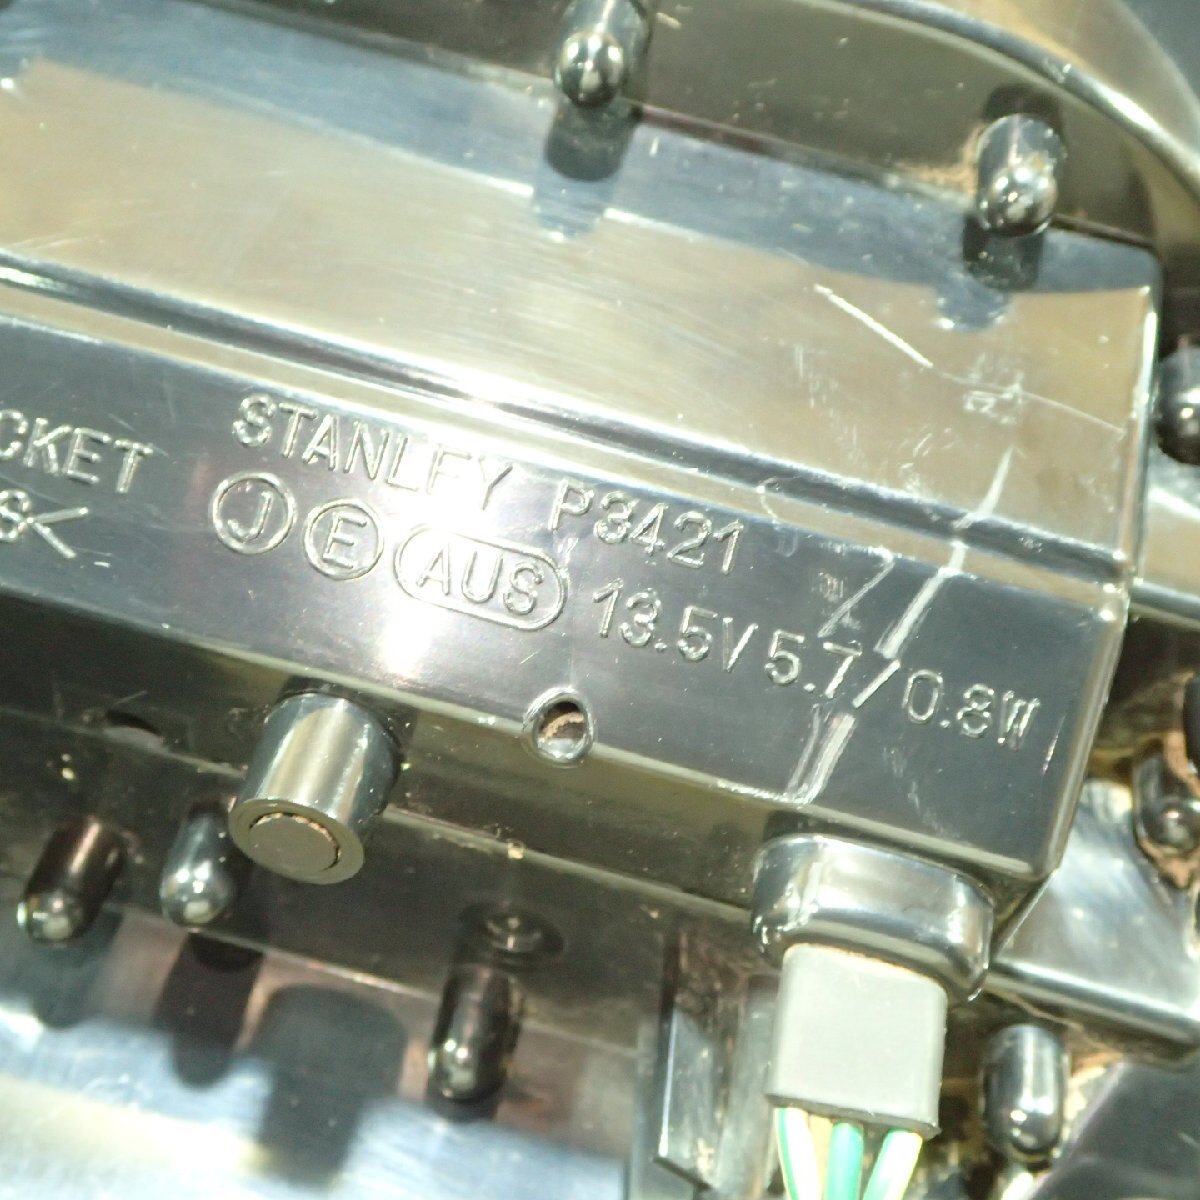 CKET
S<
STANLEY P3421
J E AUS 13.5V 5.7/0.8W